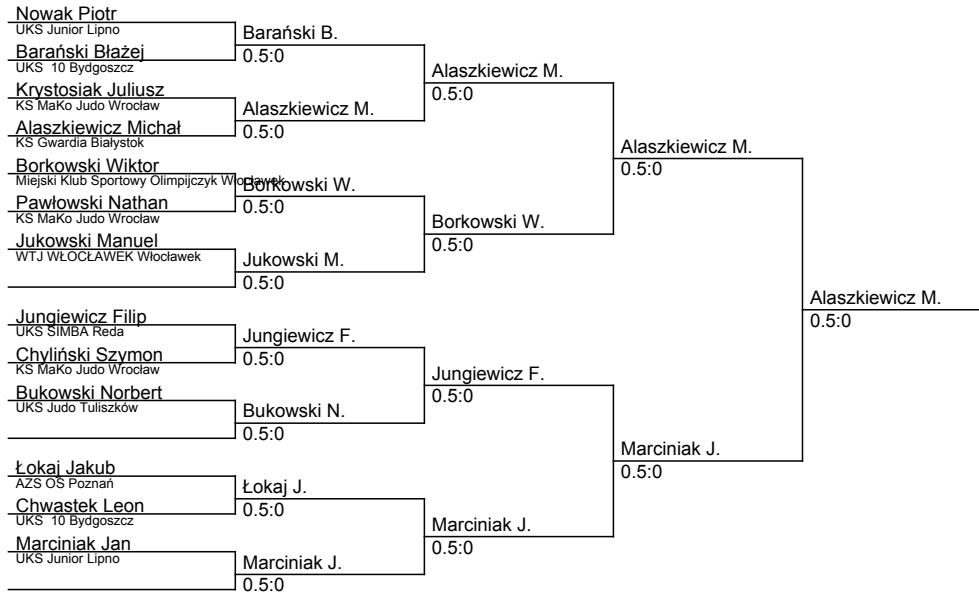 Nowak Piotr
UKS Junior Lipno
Barański Błażej
UKS 10 Bydgoszcz
Krystosiak Juliusz
KS MaKo Judo Wrocław
Alaszkiewicz Michał
KS Gwardia Białystok
Borkowski Wiktor
Miejski Klub Sportowy Olimpijczyk Włocławek
Pawłowski Nathan
KS MaKo Judo Wrocław
Jukowski Manuel
WTJ WŁOCŁAWEK Włocławek
Jungiewicz Filip
UKS SIMBA Reda
Chyliński Szymon
KS MaKo Judo Wrocław
Bukowski Norbert
UKS Judo Tuliszków
Łokaj Jakub
AZS OŚ Poznań
Chwastek Leon
UKS 10 Bydgoszcz
Marciniak Jan
UKS Junior Lipno
Barański B.
0.5:0
Alaszkiewicz M.
0.5:0
Borkowski W.
0.5:0
Jukowski M.
0.5:0
Jungiewicz F.
0.5:0
Bukowski N.
0.5:0
Łokaj J.
0.5:0
Marciniak J.
0.5:0
Alaszkiewicz M.
0.5:0
Borkowski W.
0.5:0
Jungiewicz F.
0.5:0
Marciniak J.
0.5:0
Alaszkiewicz M.
0.5:0
Marciniak J.
0.5:0
Alaszkiewicz M.
0.5:0